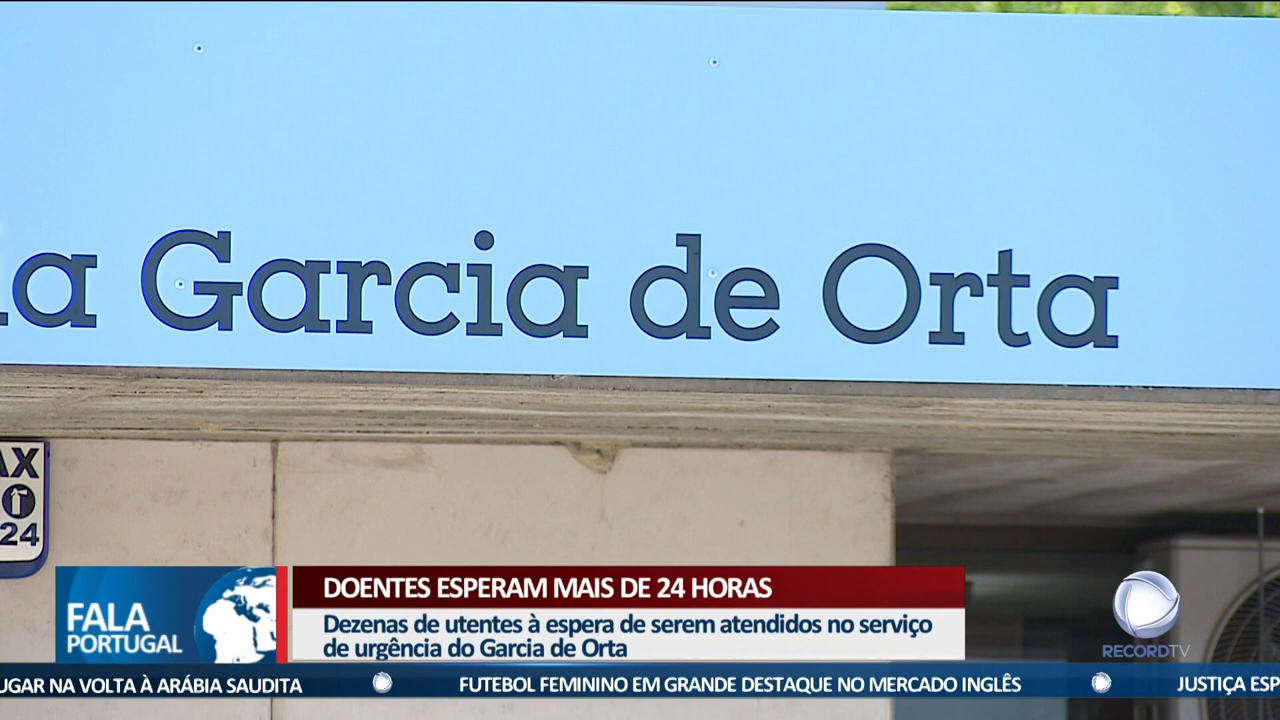 Garcia de Orta
AX
24
DOENTES ESPERAM MAIS DE 24 HORAS
Dezenas de utentes à espera de serem atendidos no serviço
de urgência do Garcia de Orta
FALA
PORTUGAL
RECORDTV
UGAR NA VOLTA À ARÁBIA SAUDITA
FUTEBOL FEMININO EM GRANDE DESTAQUE NO MERCADO INGLÊS
JUSTIÇA ESP